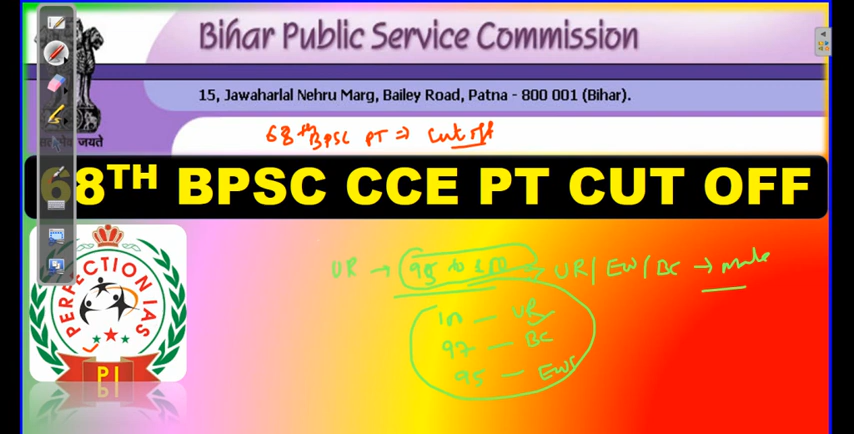 Bihar Public Service Commission
15, Jawaharlal Nehru Marg, Bailey Road, Patna - 800 001 (Bihar).
जयते
68th BPSC PT ⇒ Cut off
68TH BPSC CCE PT CUT OFF
UR → 95 to 100 → UR/EW/BC → male
— UR
97 — BC
95 — EWS
PERFECTION IAS
PI